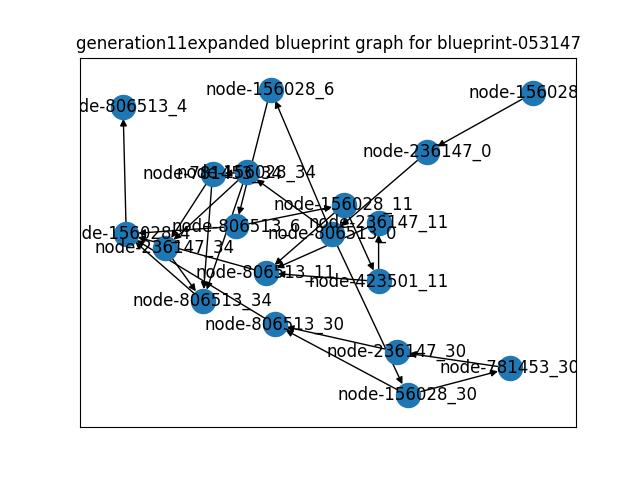 generation11expanded blueprint graph for blueprint-053147
node-156028_6
node-156028
de-806513_4
node-236147_0
node-781453_34
node-156028_34
node-156028_11
node-236147_11
node-806513_6
node-806513_0
de-156028_4
node-236147_34
node-806513_11
node-423501_11
node-806513_34
node-806513_30
node-236147_30
node-781453_30
node-156028_30